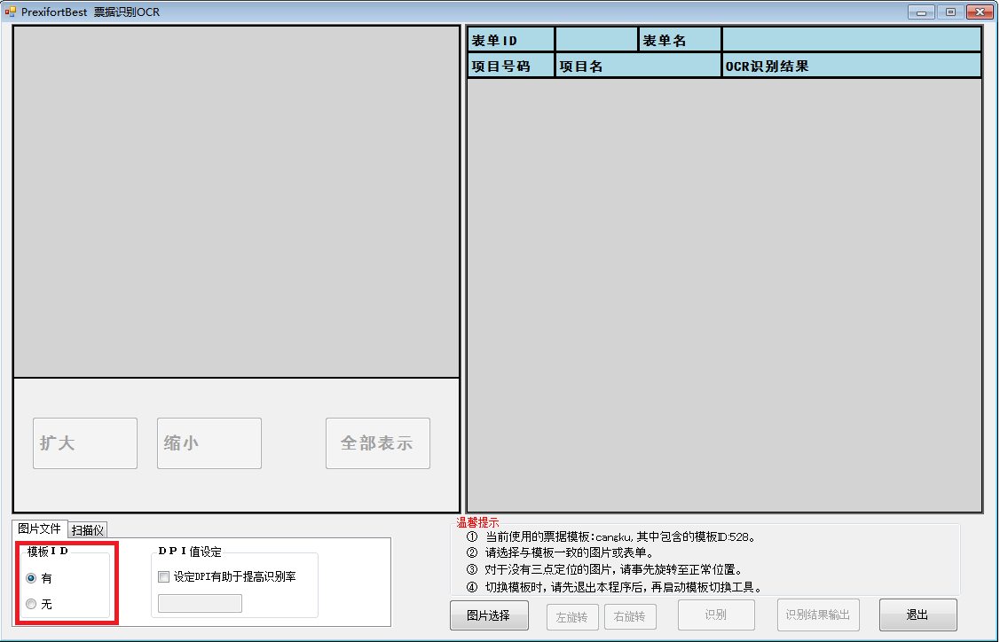 PrexifortBest 票据识别OCR
表单ID 表单名
项目号码 项目名 OCR识别结果
扩大 缩小 全部表示
图片文件 扫描仪
模板ID
有
无
DPI值设定
设定DPI有助于提高识别率
温馨提示
① 当前使用的票据模板:cangku,其中包含的模板ID:528。
② 请选择与模板一致的图片或表单。
③ 对于没有三点定位的图片,请事先旋转至正常位置。
④ 切换模板时,请先退出本程序后,再启动模板切换工具。
图片选择 左旋转 右旋转 识别 识别结果输出 退出